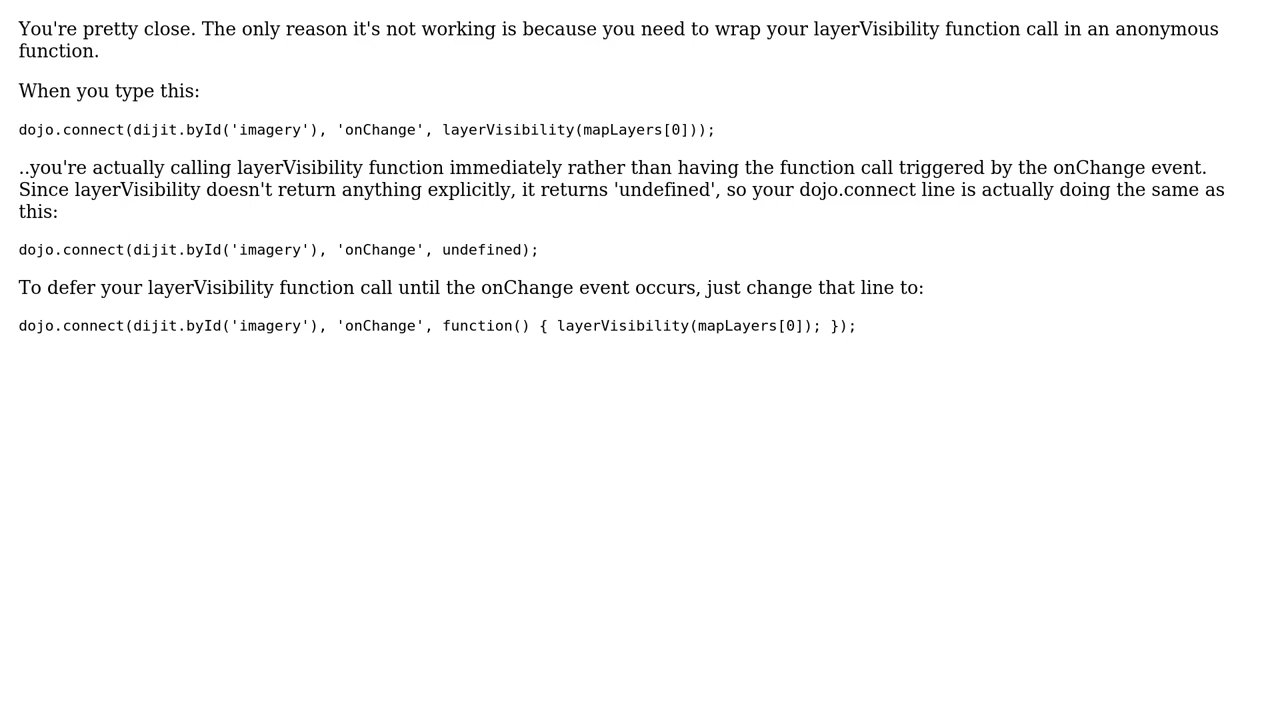 You're pretty close. The only reason it's not working is because you need to wrap your layerVisibility function call in an anonymous
function.
When you type this:
dojo.connect(dijit.byId('imagery'), 'onChange', layerVisibility(mapLayers[0]));
..you're actually calling layerVisibility function immediately rather than having the function call triggered by the onChange event.
Since layerVisibility doesn't return anything explicitly, it returns 'undefined', so your dojo.connect line is actually doing the same as
this:
dojo.connect(dijit.byId('imagery'), 'onChange', undefined);
To defer your layerVisibility function call until the onChange event occurs, just change that line to:
dojo.connect(dijit.byId('imagery'), 'onChange', function() { layerVisibility(mapLayers[0]); });